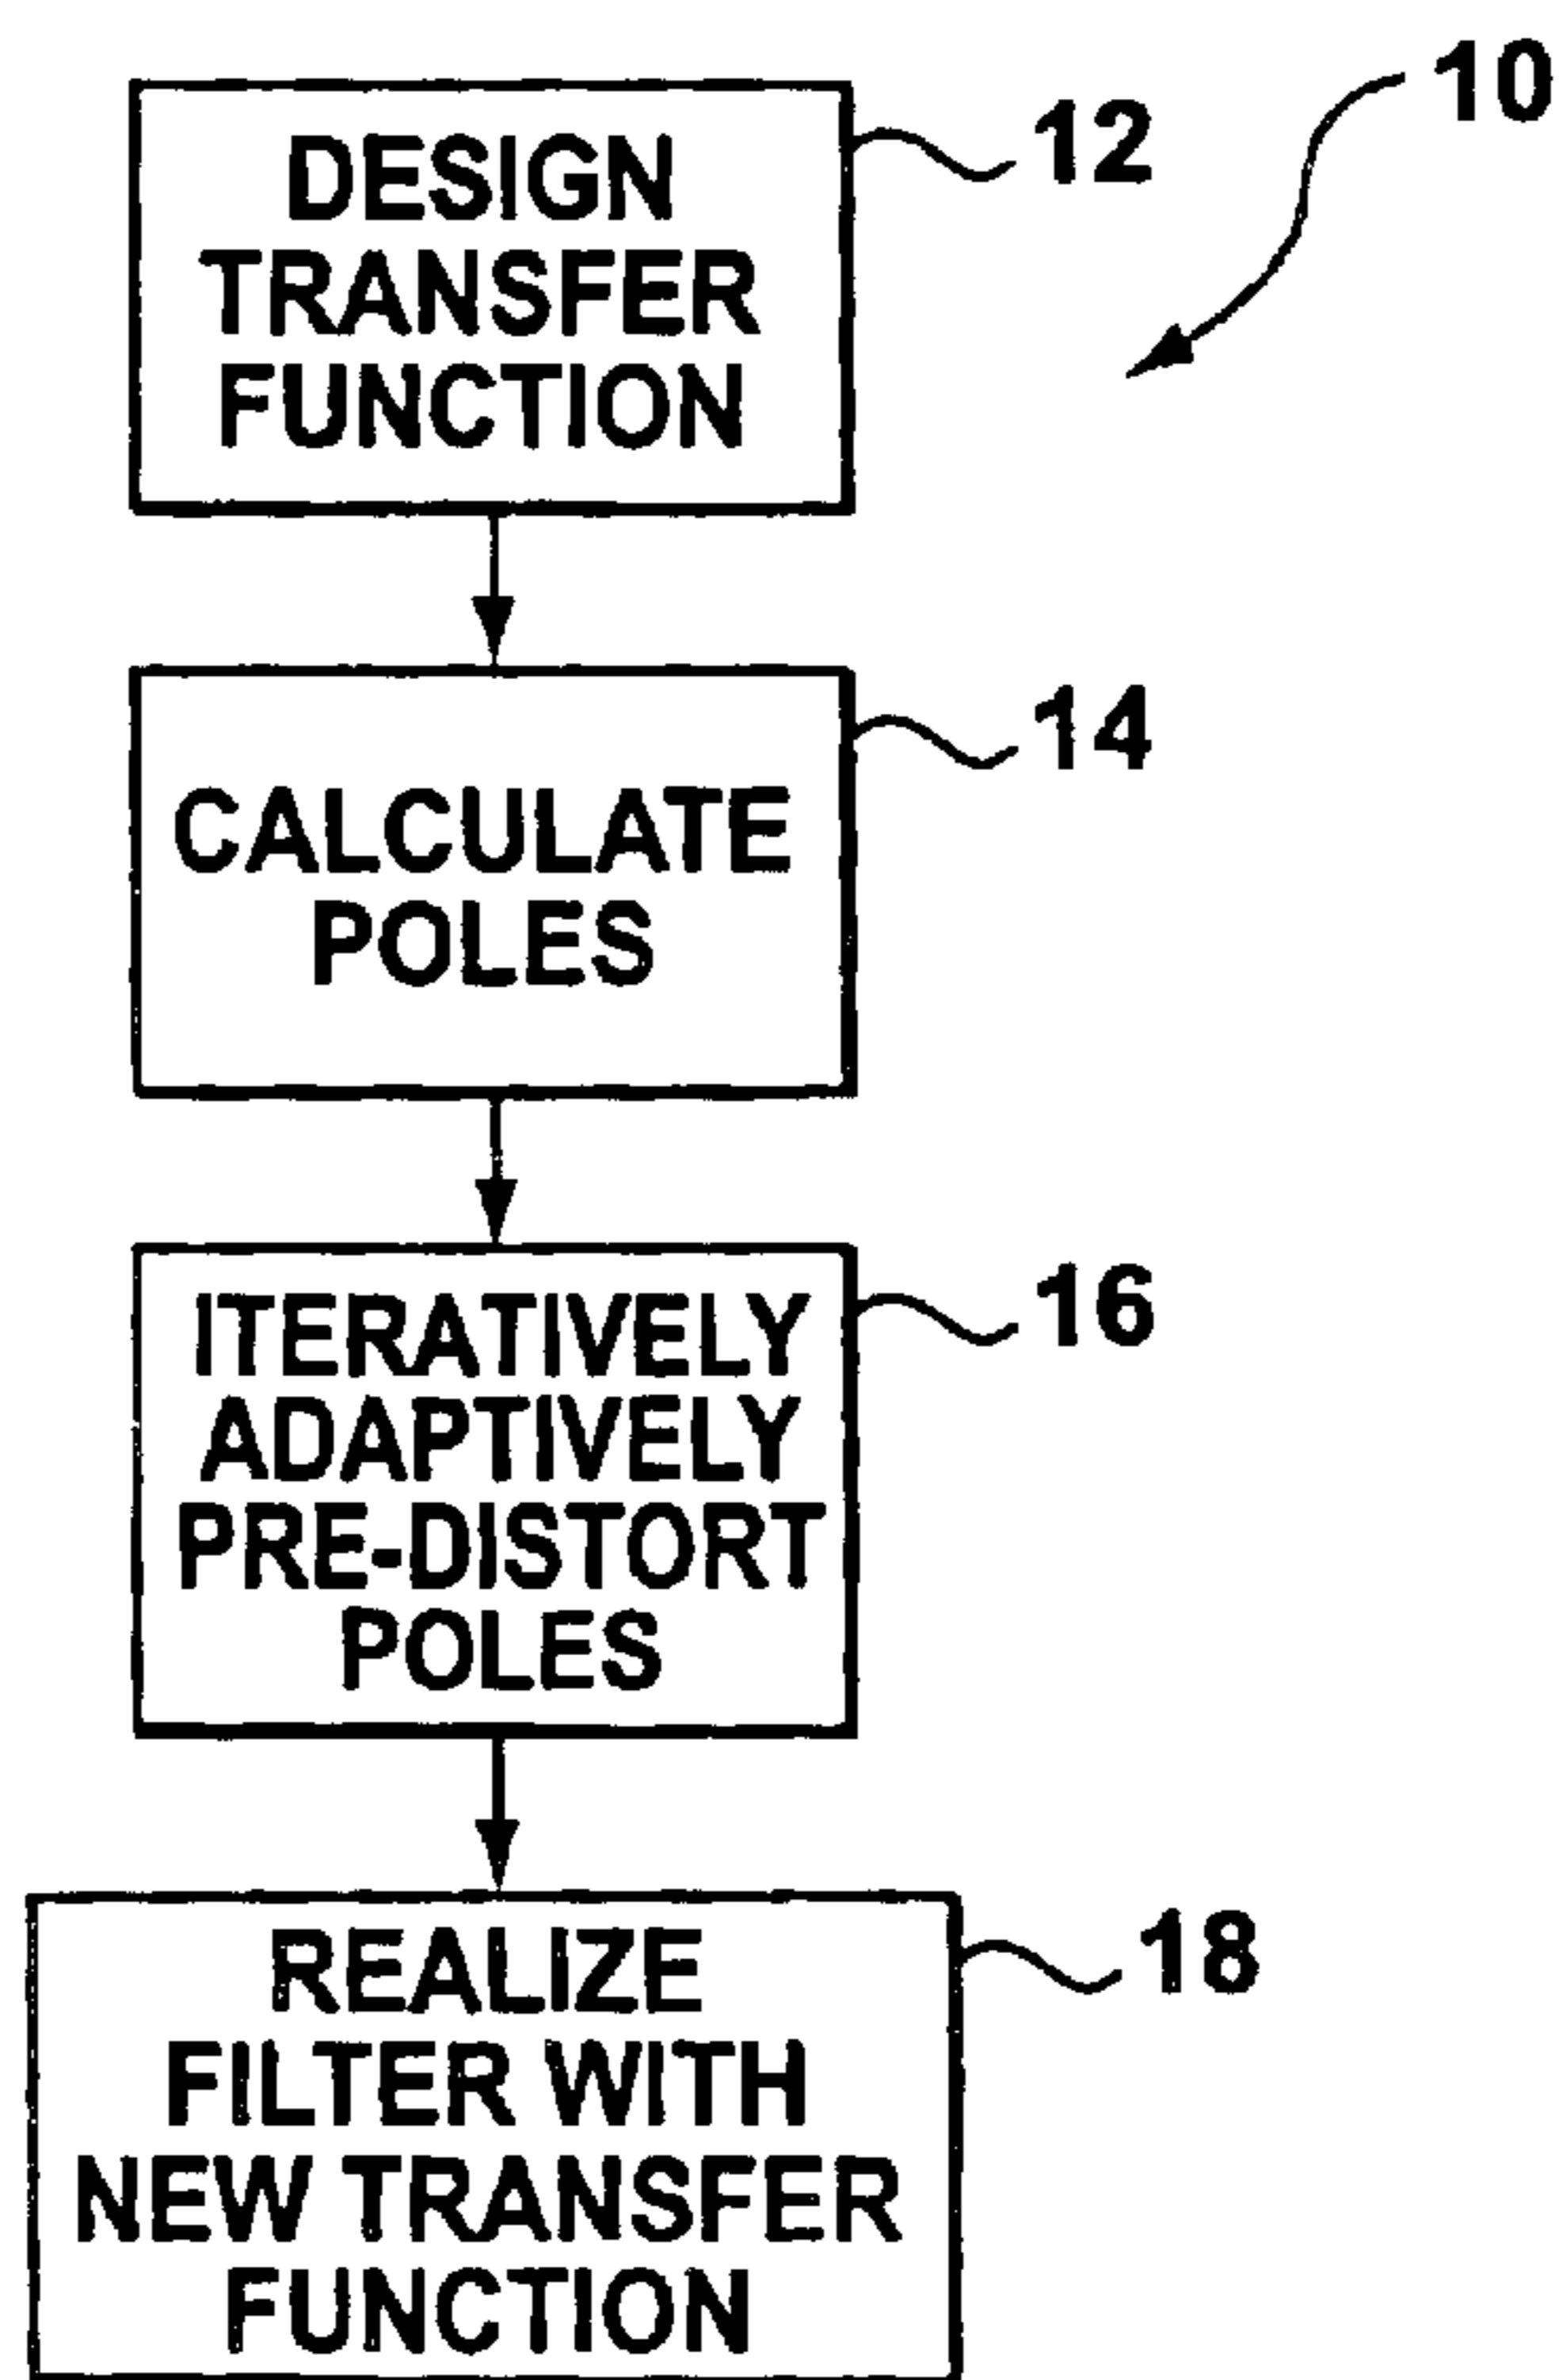 10
DESIGN
TRANSFER
FUNCTION
12
CALCULATE
POLES
14
ITERATIVELY
ADAPTIVELY
PRE-DISTORT
POLES
16
REALIZE
FILTER WITH
NEW TRANSFER
FUNCTION
18